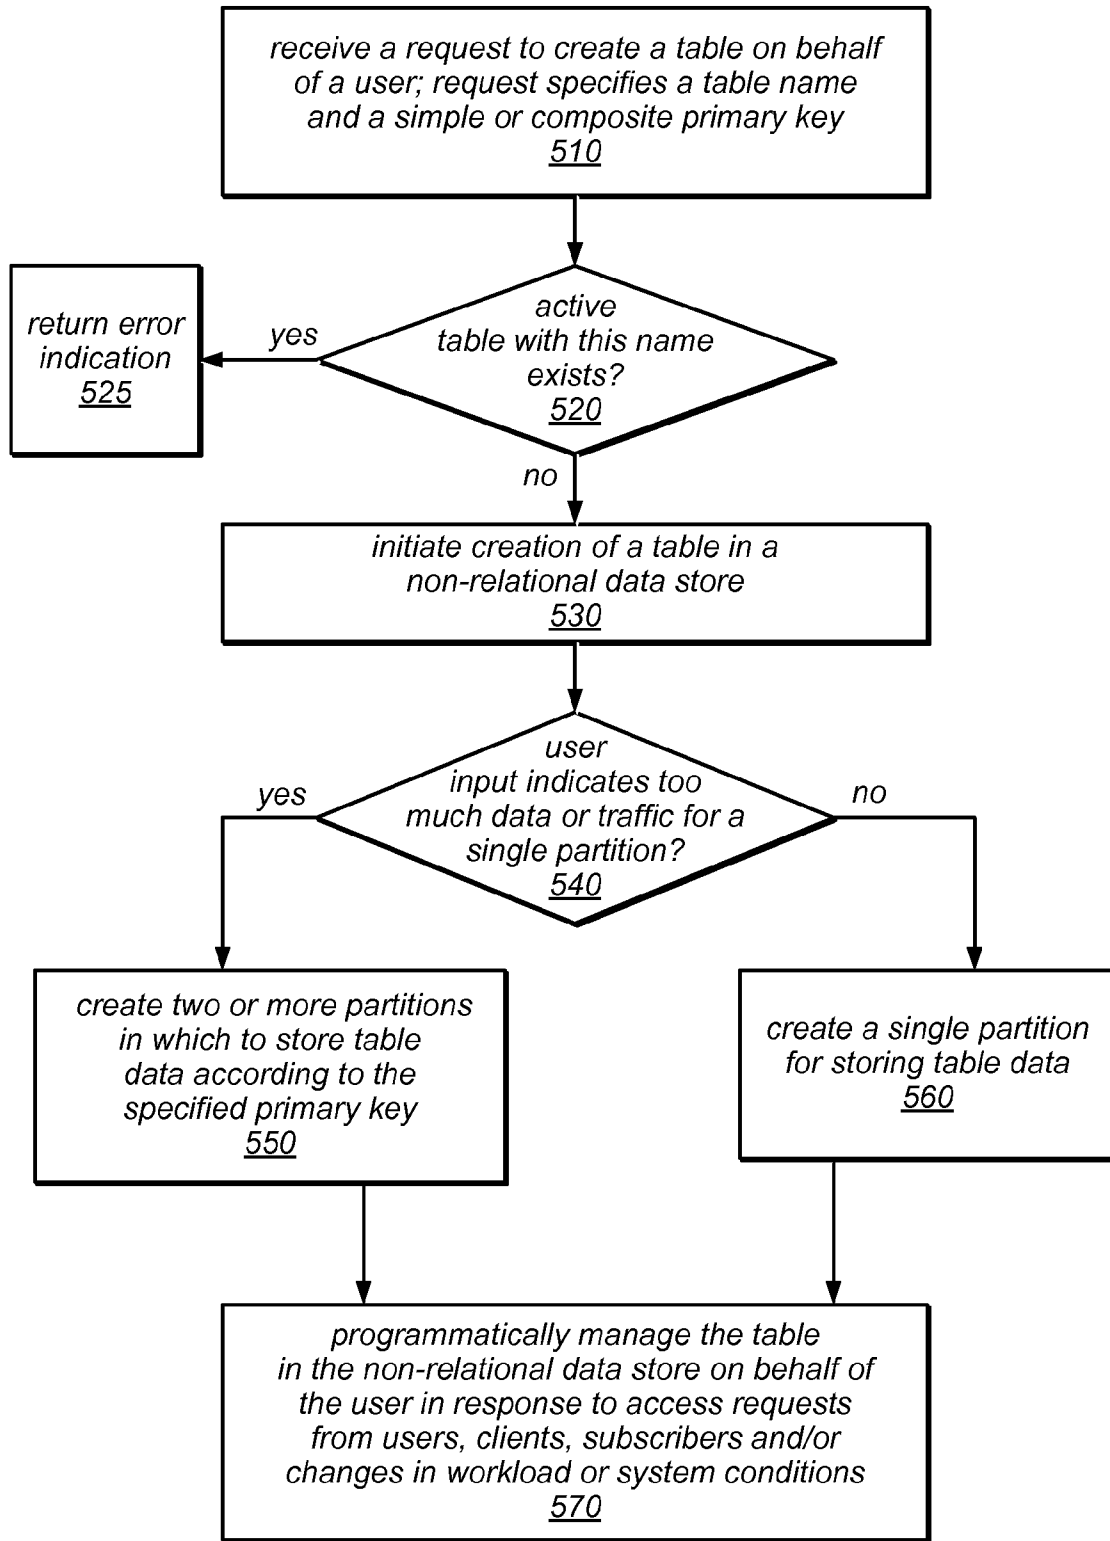 receive a request to create a table on behalf
of a user; request specifies a table name
and a simple or composite primary key
510
active
table with this name
exists?
520
yes
return error
indication
525
no
initiate creation of a table in a
non-relational data store
530
user
input indicates too
much data or traffic for a
single partition?
540
yes
no
create two or more partitions
in which to store table
data according to the
specified primary key
550
create a single partition
for storing table data
560
programmatically manage the table
in the non-relational data store on behalf of
the user in response to access requests
from users, clients, subscribers and/or
changes in workload or system conditions
570